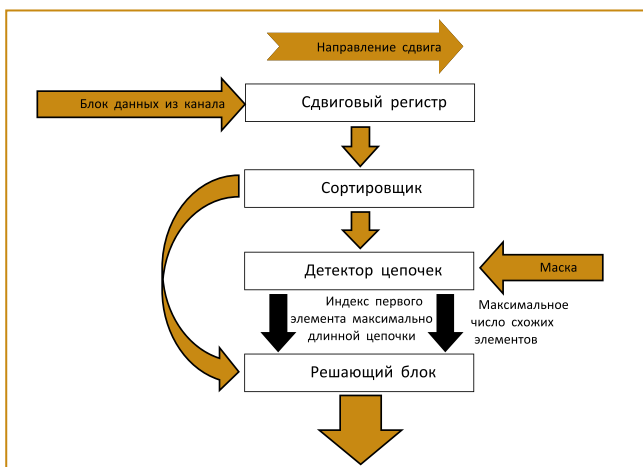 Направление сдвига
Блок данных из канала
Сдвиговый регистр
Сортировщик
Детектор цепочек
Маска
Индекс первого
элемента максимально
длинной цепочки
Максимальное
число схожих
элементов
Решающий блок